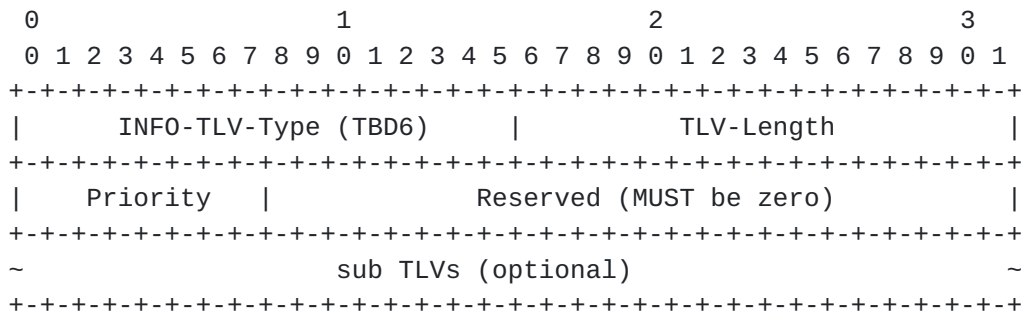 0                   1                   2                   3
 0 1 2 3 4 5 6 7 8 9 0 1 2 3 4 5 6 7 8 9 0 1 2 3 4 5 6 7 8 9 0 1
+-+-+-+-+-+-+-+-+-+-+-+-+-+-+-+-+-+-+-+-+-+-+-+-+-+-+-+-+-+-+-+-+
|      INFO-TLV-Type (TBD6)     |          TLV-Length           |
+-+-+-+-+-+-+-+-+-+-+-+-+-+-+-+-+-+-+-+-+-+-+-+-+-+-+-+-+-+-+-+-+
|    Priority   |             Reserved (MUST be zero)           |
+-+-+-+-+-+-+-+-+-+-+-+-+-+-+-+-+-+-+-+-+-+-+-+-+-+-+-+-+-+-+-+-+
~                    sub TLVs (optional)                        ~
+-+-+-+-+-+-+-+-+-+-+-+-+-+-+-+-+-+-+-+-+-+-+-+-+-+-+-+-+-+-+-+-+